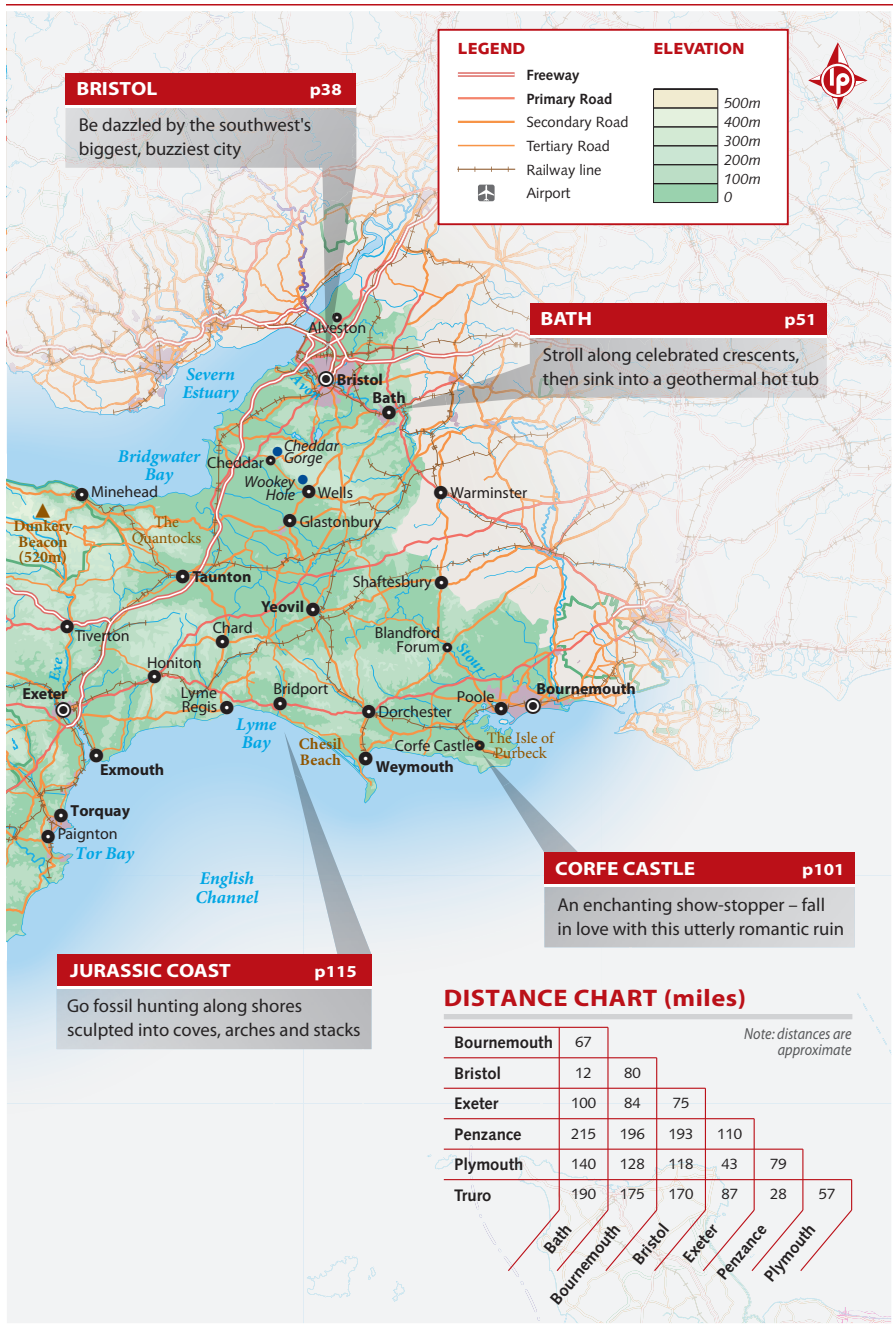 LEGEND
Freeway
Primary Road
Secondary Road
Tertiary Road
Railway line
Airport
ELEVATION
500m
400m
300m
200m
100m
0
lp
BRISTOL p38
Be dazzled by the southwest's
biggest, buzziest city
BATH p51
Stroll along celebrated crescents,
then sink into a geothermal hot tub
Alveston
Severn
Estuary
Avon
Bristol
Bath
Bridgwater
Bay
Cheddar
Cheddar
Gorge
Wookey
Hole
Wells
Minehead
Warminster
Dunkery
Beacon
(520m)
The
Quantocks
Glastonbury
Taunton
Shaftesbury
Yeovil
Tiverton
Chard
Blandford
Forum
Stour
Exe
Honiton
Exeter
Lyme
Regis
Bridport
Dorchester
Poole
Bournemouth
Lyme
Bay
Chesil
Beach
Corfe Castle
The Isle of
Purbeck
Exmouth
Weymouth
Torquay
Paignton
Tor Bay
English
Channel
CORFE CASTLE p101
An enchanting show-stopper – fall
in love with this utterly romantic ruin
JURASSIC COAST p115
Go fossil hunting along shores
sculpted into coves, arches and stacks
DISTANCE CHART (miles)
Note: distances are
approximate
Bournemouth 67
Bristol 12 80
Exeter 100 84 75
Penzance 215 196 193 110
Plymouth 140 128 118 43 79
Truro 190 175 170 87 28 57
Bath Bournemouth Bristol Exeter Penzance Plymouth